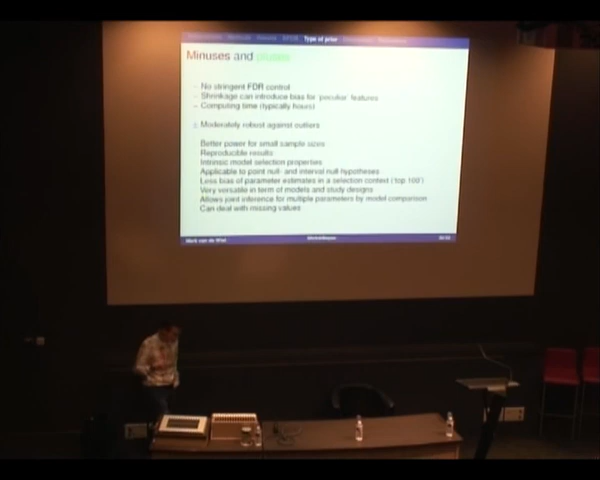 Type of prior
Minuses and pluses
– No stringent FDR control
– Shrinkage can introduce bias for 'peculiar' features
– Computing time (typically hours)
± Moderately robust against outliers
Better power for small sample sizes
Reproducible results
Intrinsic model selection properties
Applicable to point null- and interval null hypotheses
Less bias of parameter estimates in a selection context ('top 100')
Very versatile in term of models and study designs
Allows joint inference for multiple parameters by model comparison
Can deal with missing values
Mark van de Wiel